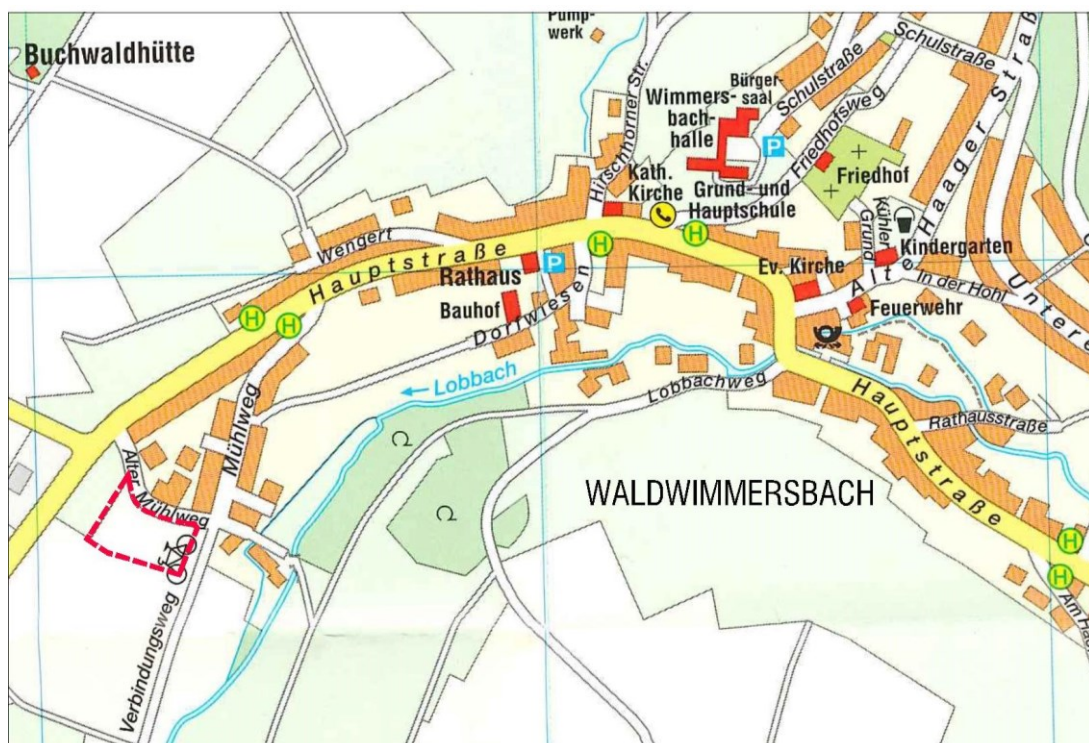 Pump-
werk
Buchwaldhütte
Hirschhorner Str.
Wimmers-
bach-
halle
Bürger-
saal
Schulstraße
Schulstraße
Friedhofsweg
P
Friedhof
Kath.
Kirche
Grund- und
Hauptschule
Kühler
Grund
Kindergarten
Alte Haager Straße
In der Hohl
Untere
Wengert
Hauptstraße
H
H
H
H
Rathaus
P
Bauhof
Dorfwiesen
Ev. Kirche
Feuerwehr
Lobbach
Lobbachweg
Hauptstraße
Rathausstraße
Mühlweg
Alter Mühlweg
WALDWIMMERSBACH
Verbindungsweg
H
H